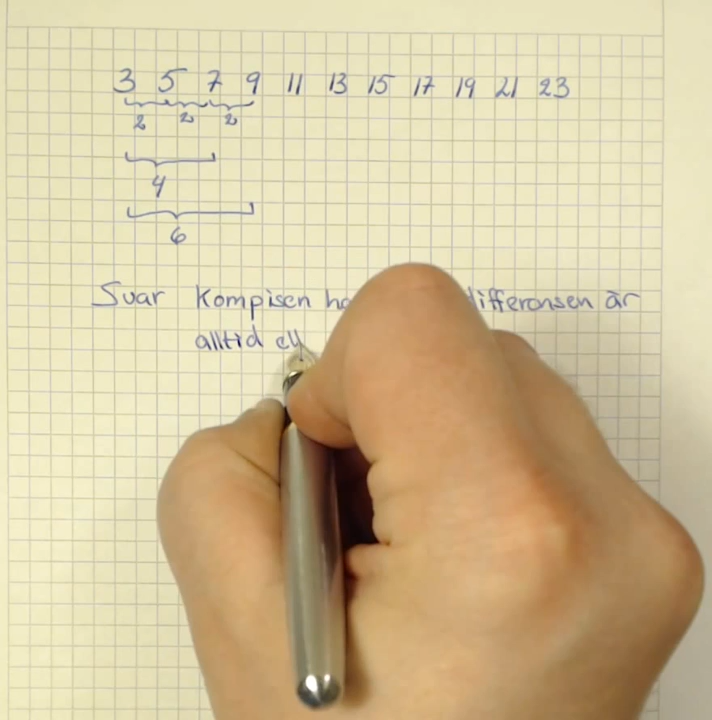 3 5 7 9 11 13 15 17 19 21 23
2 2 2
4
6
Svar Kompisen är
alltid